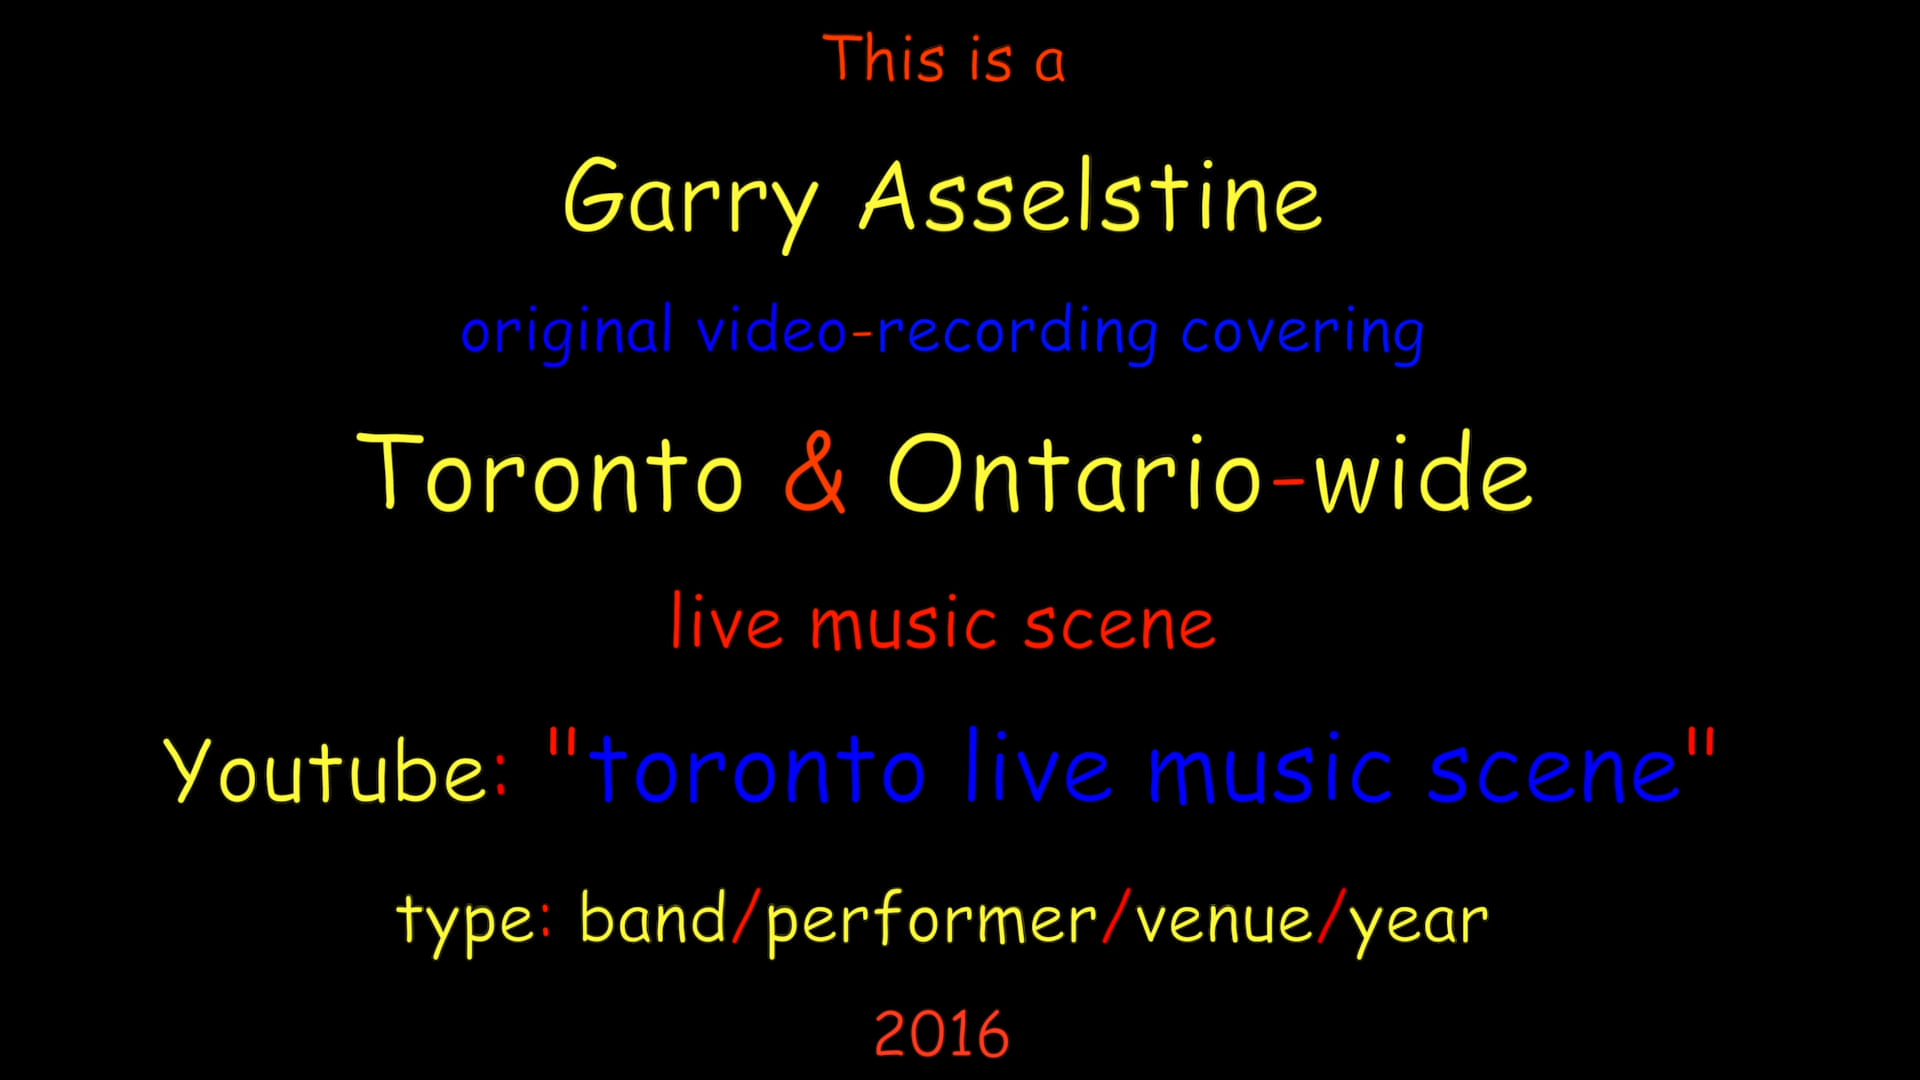 This is a
Garry Asselstine
original video-recording covering
Toronto & Ontario-wide
live music scene
Youtube: "toronto live music scene"
type: band/performer/venue/year
2016